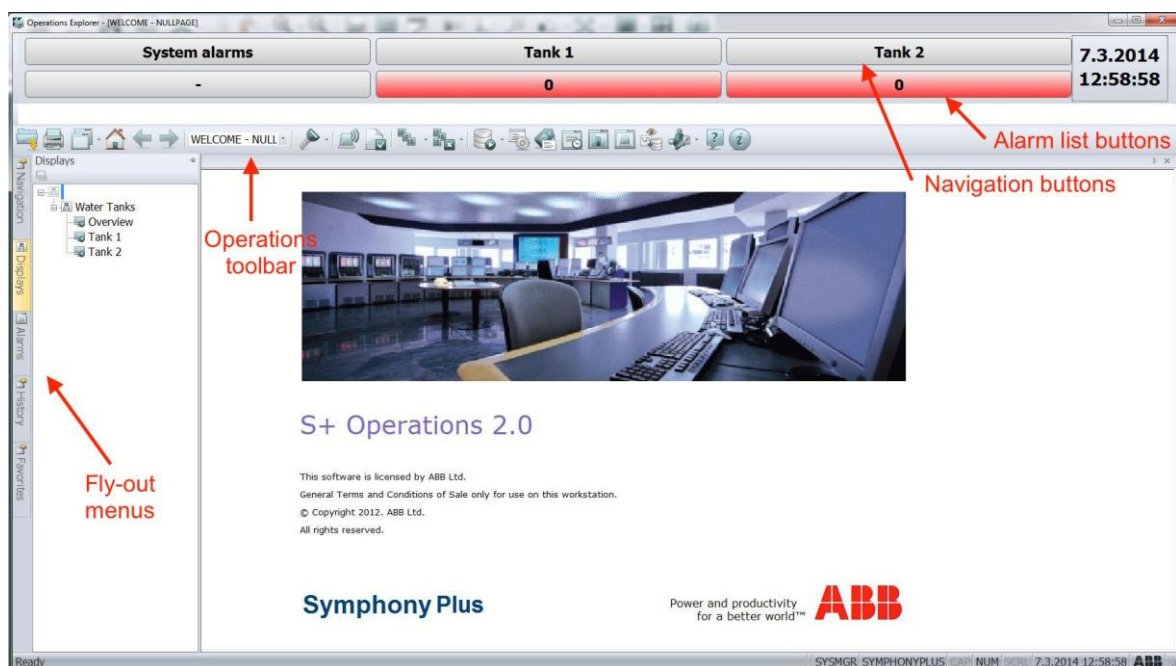 Operations Explorer - [WELCOME - NULLPAGE]
System alarms
Tank 1
Tank 2
7.3.2014
12:58:58
-
0
0
WELCOME - NULL
Alarm list buttons
Navigation buttons
Operations
toolbar
Fly-out
menus
Navigation
Displays
Alarms
History
Favorites
Displays
Water Tanks
Overview
Tank 1
Tank 2
S+ Operations 2.0
This software is licensed by ABB Ltd.
General Terms and Conditions of Sale only for use on this workstation.
© Copyright 2012. ABB Ltd.
All rights reserved.
Symphony Plus
Power and productivity
for a better world™
ABB
Ready
SYSMGR SYMPHONYPLUS CAP NUM SCRL 7.3.2014 12:58:58 ABB